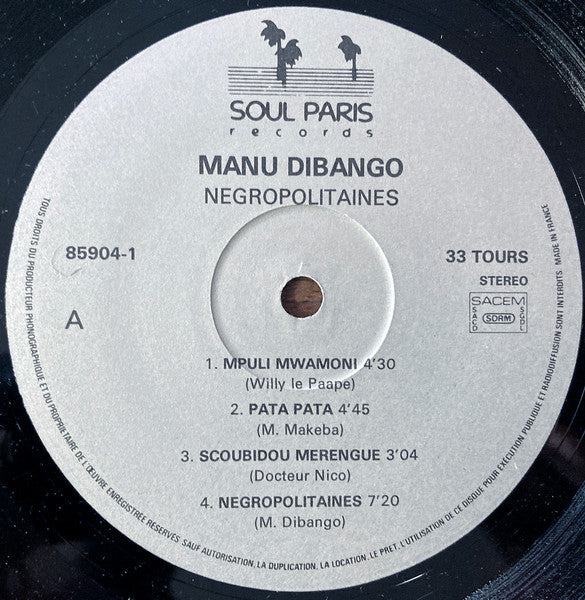 SOUL PARIS
records
MANU DIBANGO
NEGROPOLITAINES
85904-1
33 TOURS
STEREO
SACEM
SACD
SDRM
SGDL
A
1. MPULI MWAMONI 4'30
(Willy le Paape)
2. PATA PATA 4'45
(M. Makeba)
3. SCOUBIDOU MERENGUE 3'04
(Docteur Nico)
4. NEGROPOLITAINES 7'20
(M. Dibango)
TOUS DROITS DU PRODUCTEUR PHONOGRAPHIQUE ET DU PROPRIETAIRE DE L'ŒUVRE ENREGISTREE RESERVES SAUF AUTORISATION, LA DUPLICATION, LA LOCATION, LE PRET, L'UTILISATION DE CE DISQUE POUR EXÉCUTION PUBLIQUE ET RADIODIFFUSION SONT INTERDITS MADE IN FRANCE